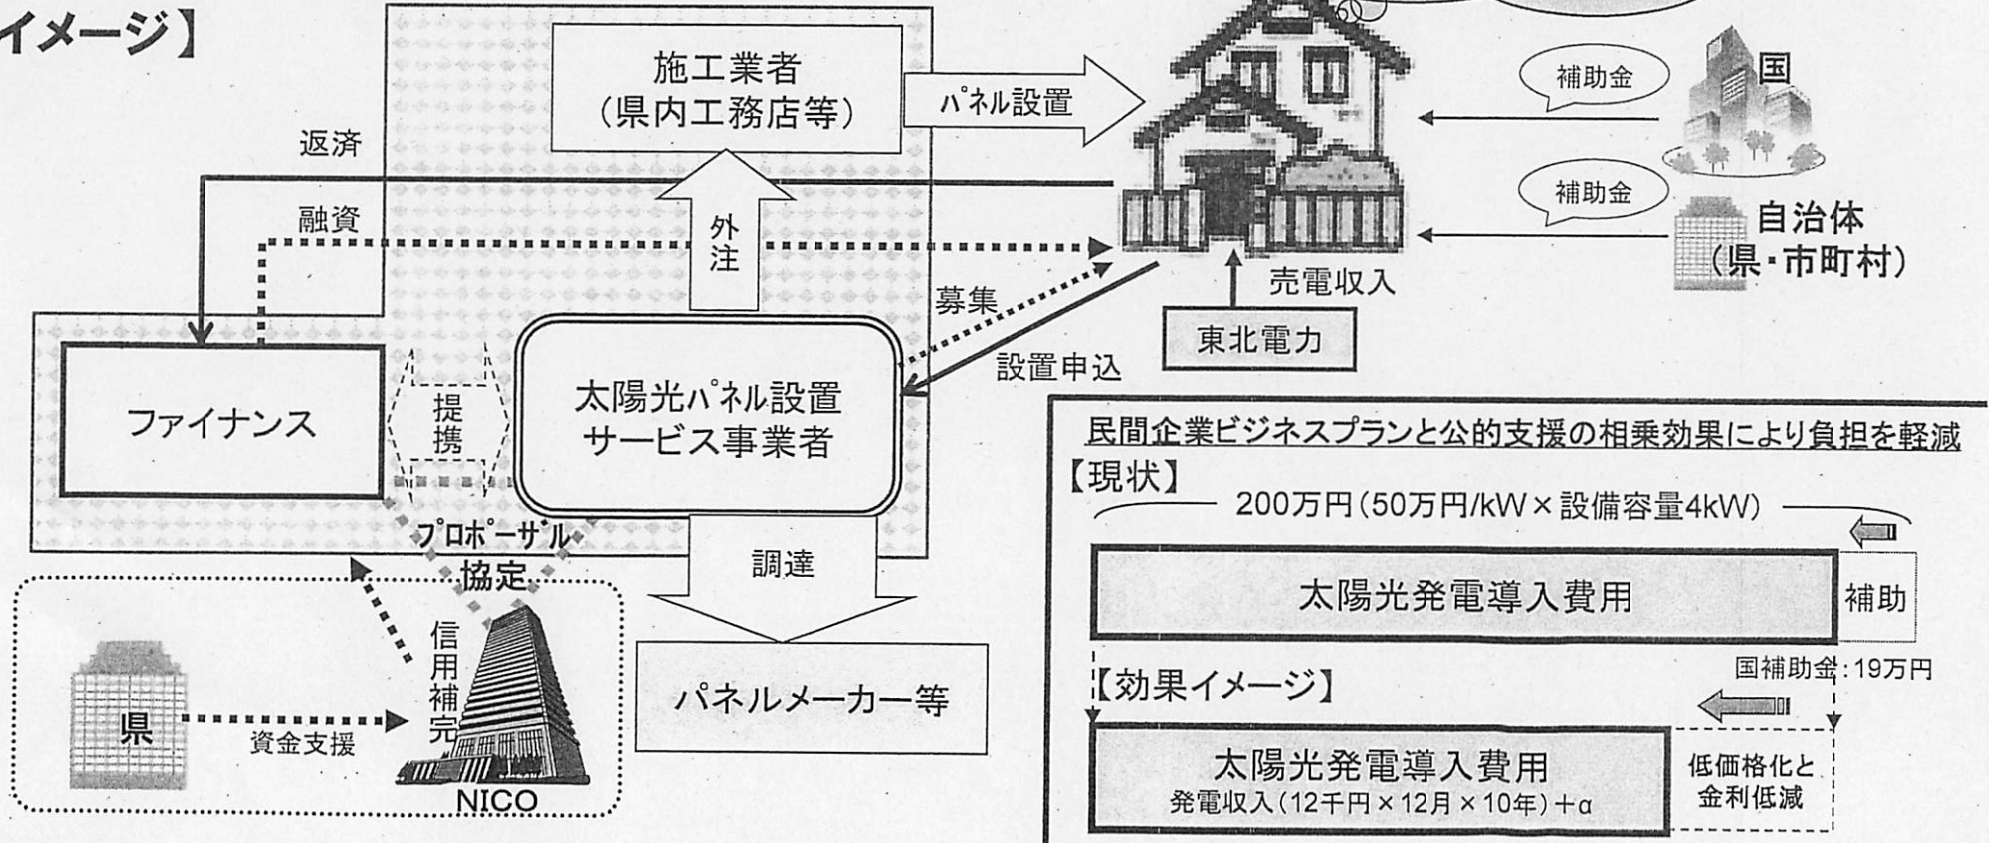 イメージ】
施工業者
(県内工務店等)
パネル設置
補助金
国
補助金
自治体
(県・市町村)
返済
融資
外注
募集
売電収入
東北電力
設置申込
ファイナンス
提携
太陽光パネル設置
サービス事業者
プロポーサル
協定
調達
パネルメーカー等
県
資金支援
信用補完
NICO
民間企業ビジネスプランと公的支援の相乗効果により負担を軽減
【現状】
200万円(50万円/kW×設備容量4kW)
太陽光発電導入費用
補助
国補助金:19万円
【効果イメージ】
太陽光発電導入費用
発電収入(12千円×12月×10年)+α
低価格化と
金利低減